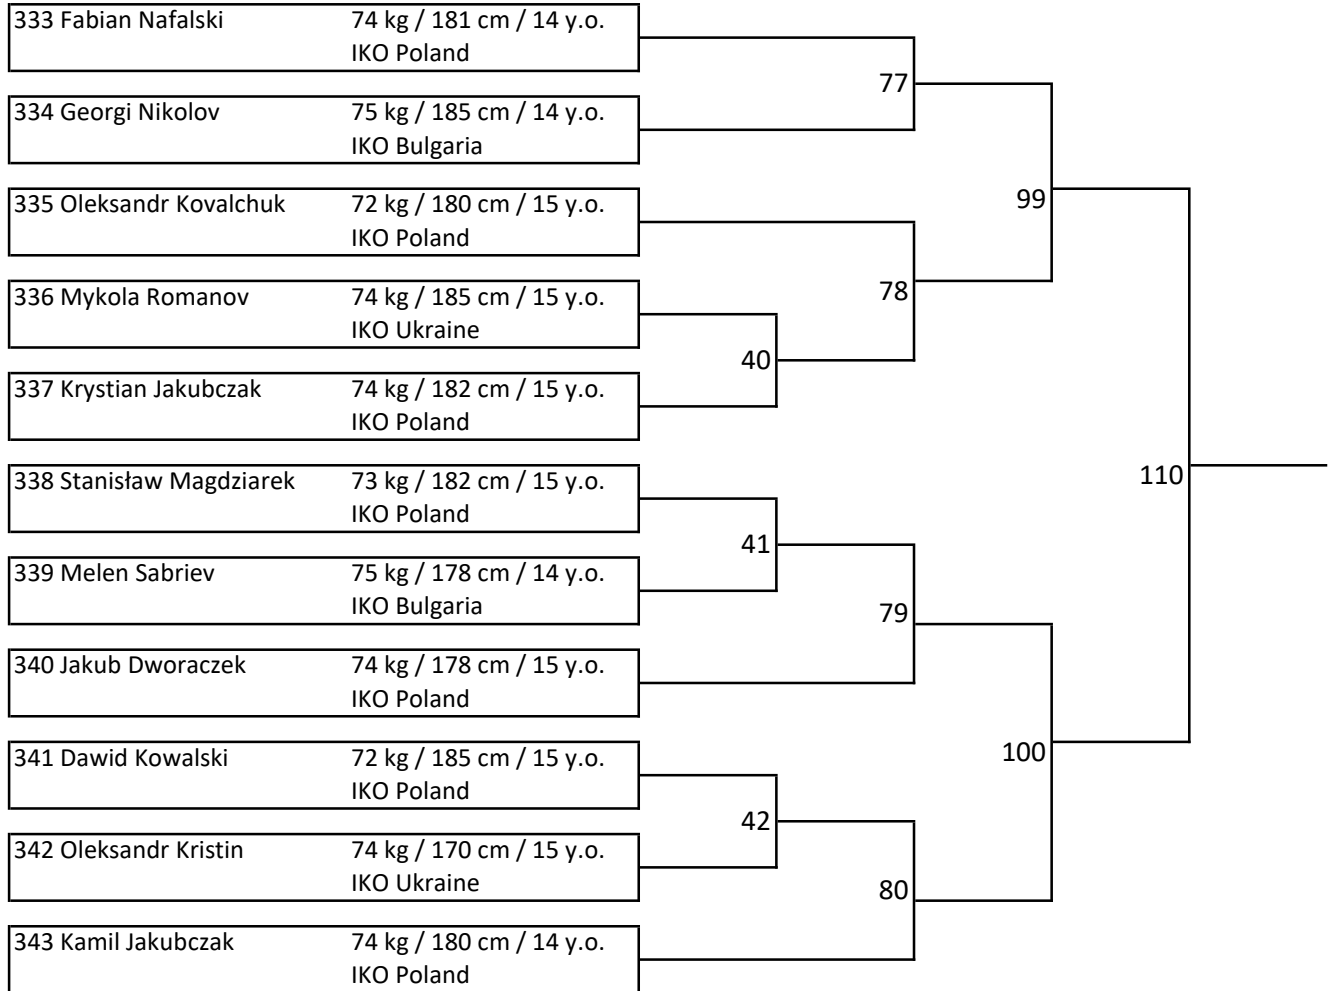 333 Fabian Nafalski 74 kg / 181 cm / 14 y.o.
IKO Poland
77
334 Georgi Nikolov 75 kg / 185 cm / 14 y.o.
IKO Bulgaria
335 Oleksandr Kovalchuk 72 kg / 180 cm / 15 y.o.
99
IKO Poland
336 Mykola Romanov 74 kg / 185 cm / 15 y.o.
78
IKO Ukraine
40
337 Krystian Jakubczak 74 kg / 182 cm / 15 y.o.
IKO Poland
338 Stanisław Magdziarek 73 kg / 182 cm / 15 y.o.
110
IKO Poland
41
339 Melen Sabriev 75 kg / 178 cm / 14 y.o.
IKO Bulgaria
79
340 Jakub Dworaczek 74 kg / 178 cm / 15 y.o.
IKO Poland
341 Dawid Kowalski 72 kg / 185 cm / 15 y.o.
100
IKO Poland
42
342 Oleksandr Kristin 74 kg / 170 cm / 15 y.o.
IKO Ukraine
80
343 Kamil Jakubczak 74 kg / 180 cm / 14 y.o.
IKO Poland